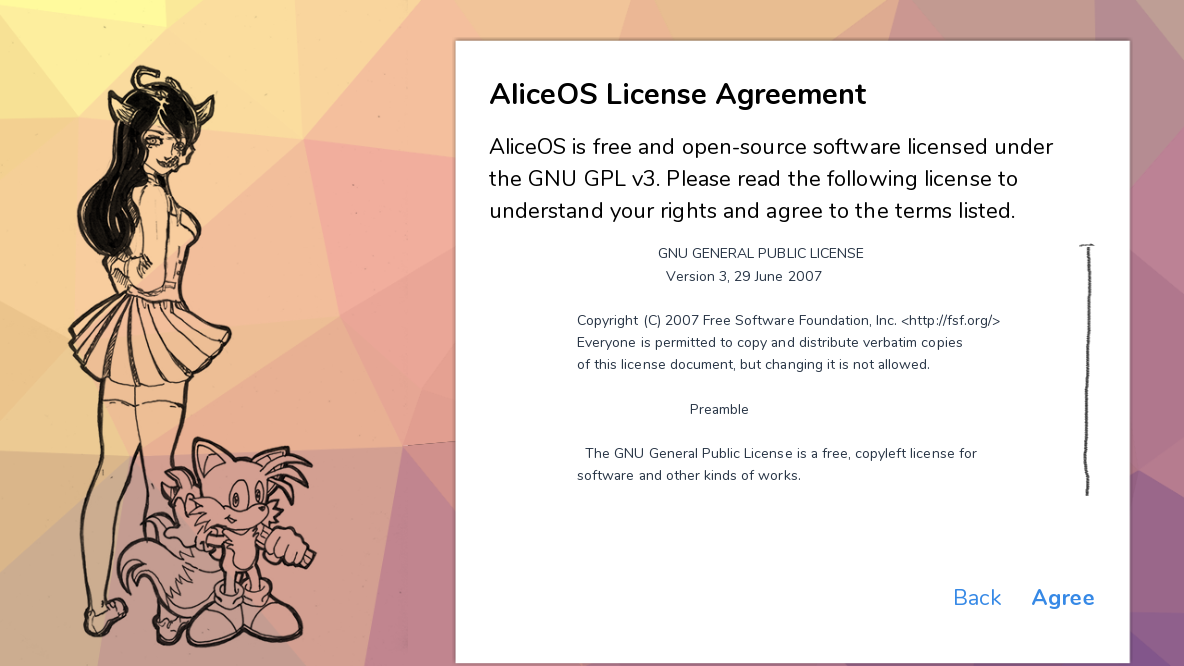 AliceOS License Agreement
AliceOS is free and open-source software licensed under
the GNU GPL v3. Please read the following license to
understand your rights and agree to the terms listed.
GNU GENERAL PUBLIC LICENSE
Version 3, 29 June 2007
Copyright (C) 2007 Free Software Foundation, Inc. <http://fsf.org/>
Everyone is permitted to copy and distribute verbatim copies
of this license document, but changing it is not allowed.
Preamble
The GNU General Public License is a free, copyleft license for
software and other kinds of works.
Back Agree